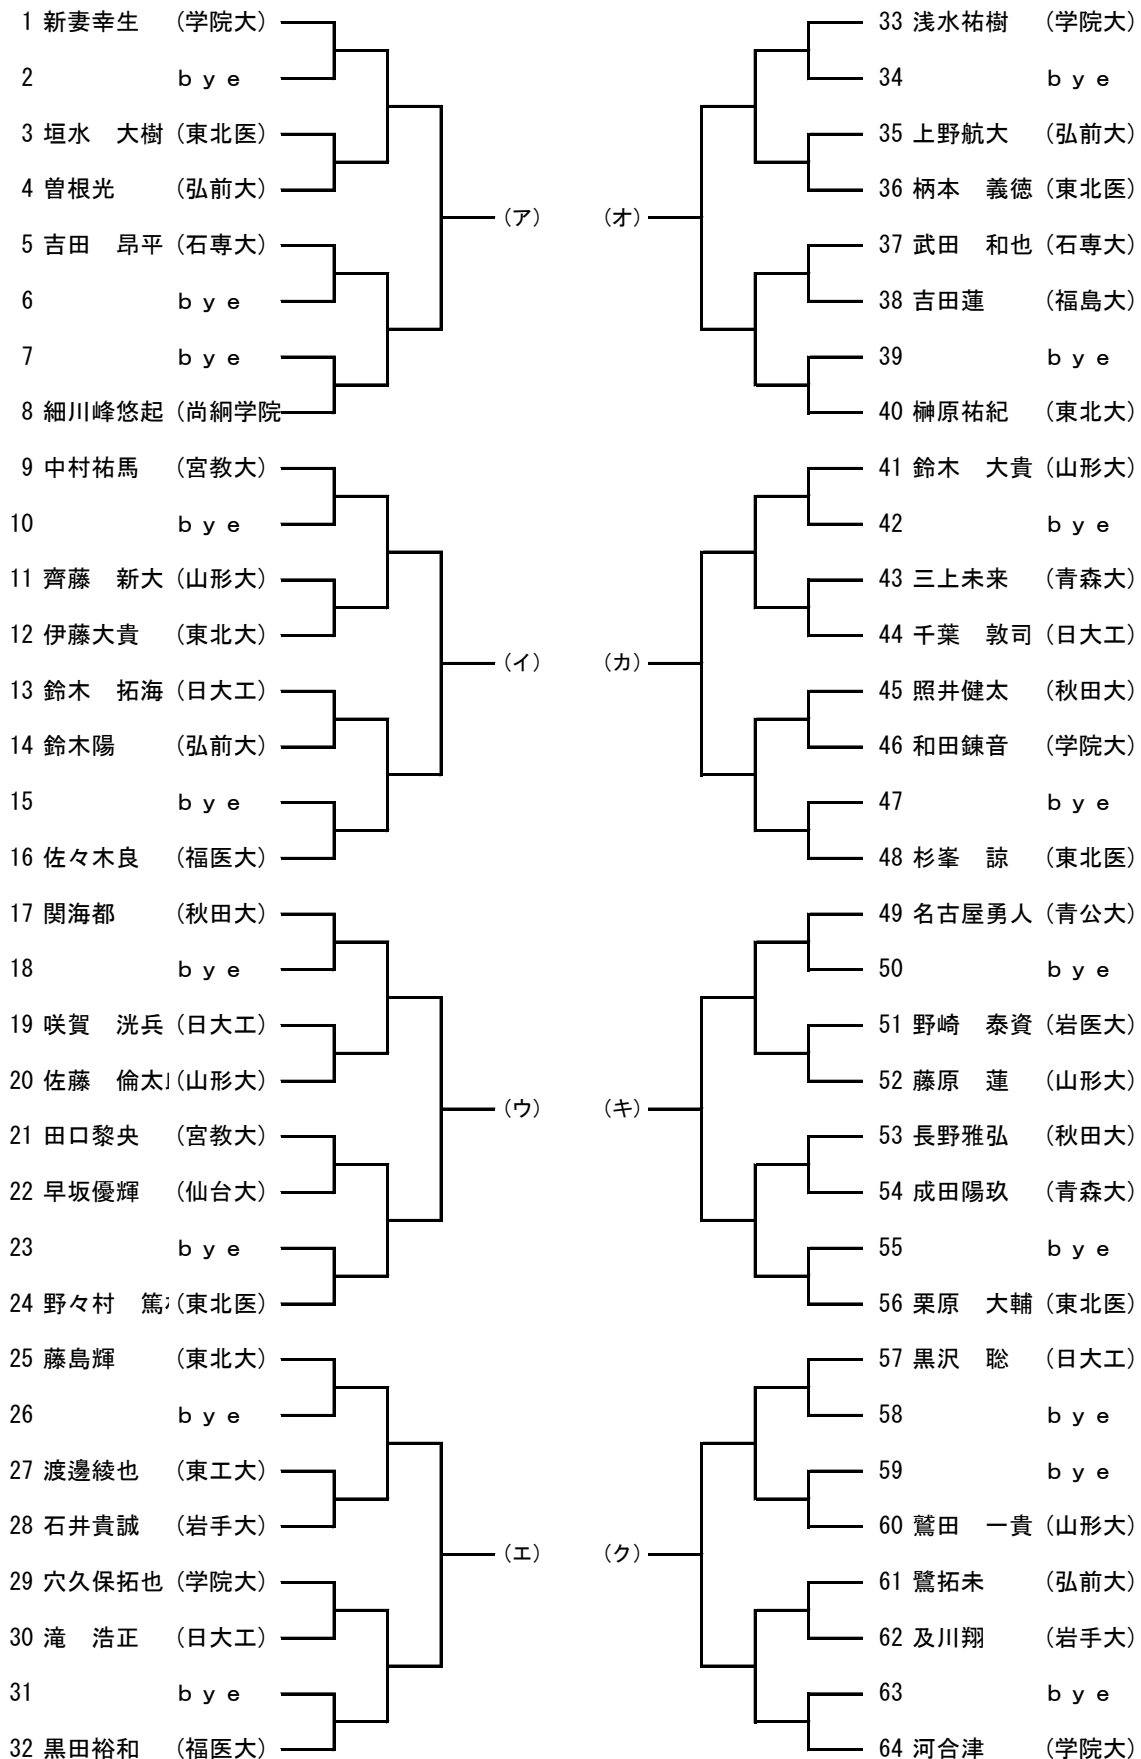 1 新妻幸生 (学院大)
2 ｂｙｅ
3 垣水　大樹 (東北医)
4 曽根光 (弘前大)
(ア)
5 吉田　昂平 (石専大)
6 ｂｙｅ
7 ｂｙｅ
8 細川峰悠起 (尚絅学院
9 中村祐馬 (宮教大)
10 ｂｙｅ
11 齊藤　新大 (山形大)
12 伊藤大貴 (東北大)
(イ)
13 鈴木　拓海 (日大工)
14 鈴木陽 (弘前大)
15 ｂｙｅ
16 佐々木良 (福医大)
17 関海都 (秋田大)
18 ｂｙｅ
19 咲賀　洸兵 (日大工)
20 佐藤　倫太 (山形大)
(ウ)
21 田口黎央 (宮教大)
22 早坂優輝 (仙台大)
23 ｂｙｅ
24 野々村　篤 (東北医)
25 藤島輝 (東北大)
26 ｂｙｅ
27 渡邊綾也 (東工大)
28 石井貴誠 (岩手大)
(エ)
29 穴久保拓也 (学院大)
30 滝　浩正 (日大工)
31 ｂｙｅ
32 黒田裕和 (福医大)
33 浅水祐樹 (学院大)
34 ｂｙｅ
35 上野航大 (弘前大)
36 柄本　義徳 (東北医)
(オ)
37 武田　和也 (石専大)
38 吉田蓮 (福島大)
39 ｂｙｅ
40 榊原祐紀 (東北大)
41 鈴木　大貴 (山形大)
42 ｂｙｅ
43 三上未来 (青森大)
44 千葉　敦司 (日大工)
(カ)
45 照井健太 (秋田大)
46 和田錬音 (学院大)
47 ｂｙｅ
48 杉峯　諒 (東北医)
49 名古屋勇人 (青公大)
50 ｂｙｅ
51 野崎　泰資 (岩医大)
52 藤原　蓮 (山形大)
(キ)
53 長野雅弘 (秋田大)
54 成田陽玖 (青森大)
55 ｂｙｅ
56 栗原　大輔 (東北医)
57 黒沢　聡 (日大工)
58 ｂｙｅ
59 ｂｙｅ
60 鷲田　一貴 (山形大)
(ク)
61 鷺拓未 (弘前大)
62 及川翔 (岩手大)
63 ｂｙｅ
64 河合津 (学院大)